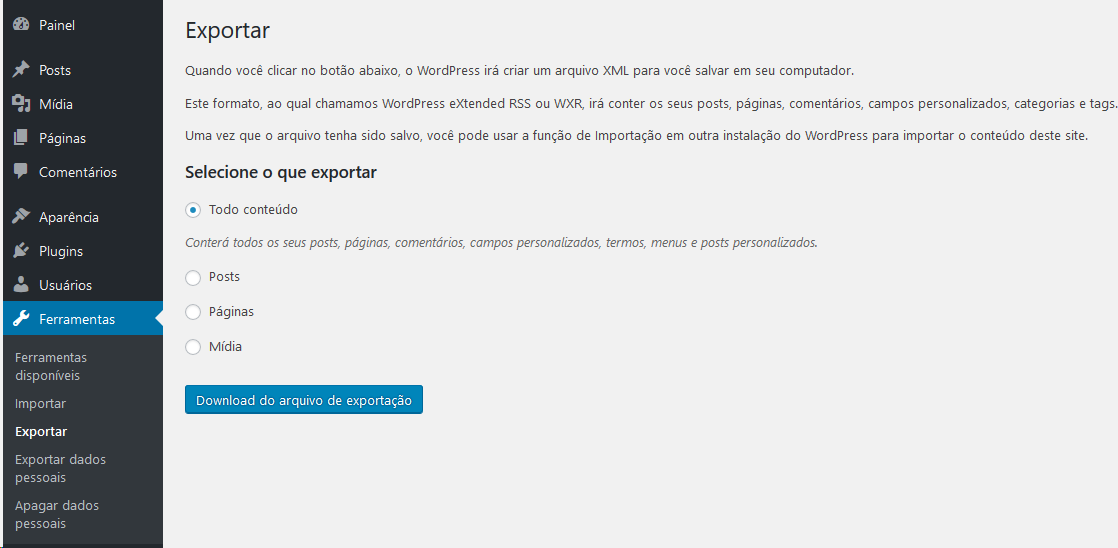 Painel
Posts
Mídia
Páginas
Comentários
Aparência
Plugins
Usuários
Ferramentas
Ferramentas
disponíveis
Importar
Exportar
Exportar dados
pessoais
Apagar dados
pessoais
Exportar
Quando você clicar no botão abaixo, o WordPress irá criar um arquivo XML para você salvar em seu computador.
Este formato, ao qual chamamos WordPress eXtended RSS ou WXR, irá conter os seus posts, páginas, comentários, campos personalizados, categorias e tags.
Uma vez que o arquivo tenha sido salvo, você pode usar a função de Importação em outra instalação do WordPress para importar o conteúdo deste site.
Selecione o que exportar
Todo conteúdo
Conterá todos os seus posts, páginas, comentários, campos personalizados, termos, menus e posts personalizados.
Posts
Páginas
Mídia
Download do arquivo de exportação